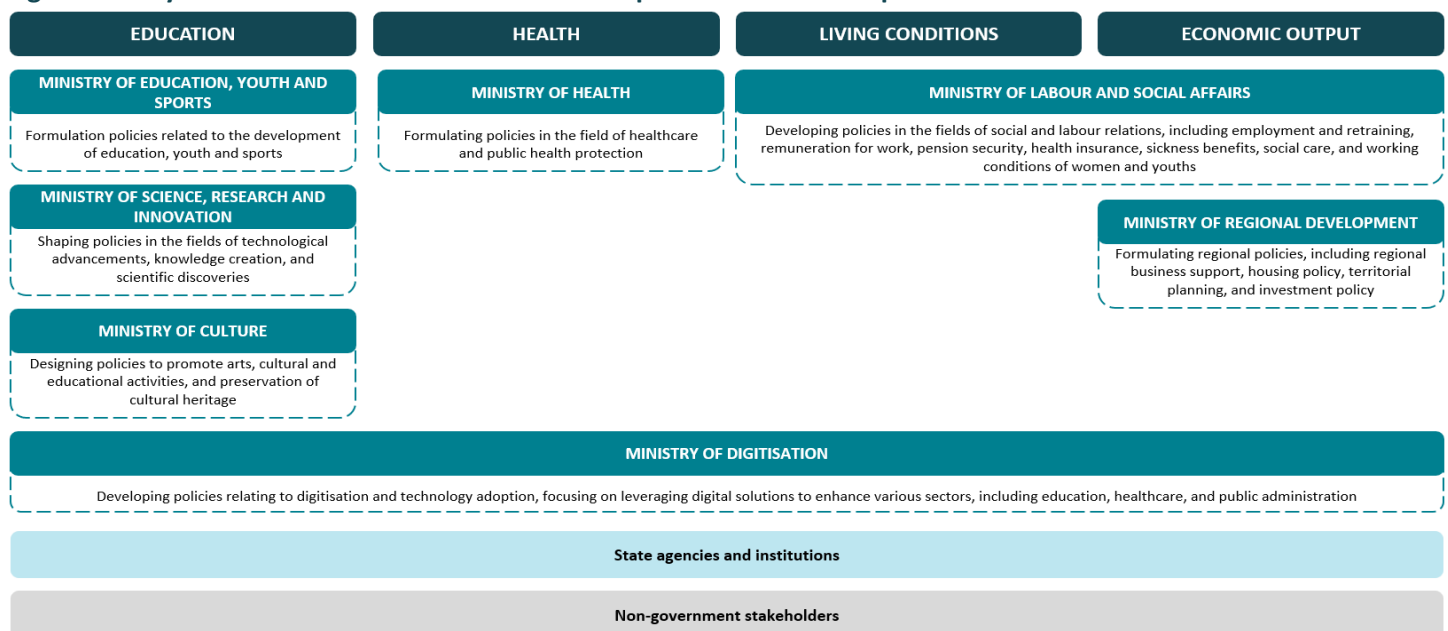 EDUCATION
HEALTH
LIVING CONDITIONS
ECONOMIC OUTPUT
MINISTRY OF EDUCATION, YOUTH AND
SPORTS
Formulation policies related to the development
of education, youth and sports
MINISTRY OF HEALTH
Formulating policies in the field of healthcare
and public health protection
MINISTRY OF LABOUR AND SOCIAL AFFAIRS
Developing policies in the fields of social and labour relations, including employment and retraining,
remuneration for work, pension security, health insurance, sickness benefits, social care, and working
conditions of women and youths
MINISTRY OF SCIENCE, RESEARCH AND
INNOVATION
Shaping policies in the fields of technological
advancements, knowledge creation, and
scientific discoveries
MINISTRY OF REGIONAL DEVELOPMENT
Formulating regional policies, including regional
business support, housing policy, territorial
planning, and investment policy
MINISTRY OF CULTURE
Designing policies to promote arts, cultural and
educational activities, and preservation of
cultural heritage
MINISTRY OF DIGITISATION
Developing policies relating to digitisation and technology adoption, focusing on leveraging digital solutions to enhance various sectors, including education, healthcare, and public administration
State agencies and institutions
Non-government stakeholders